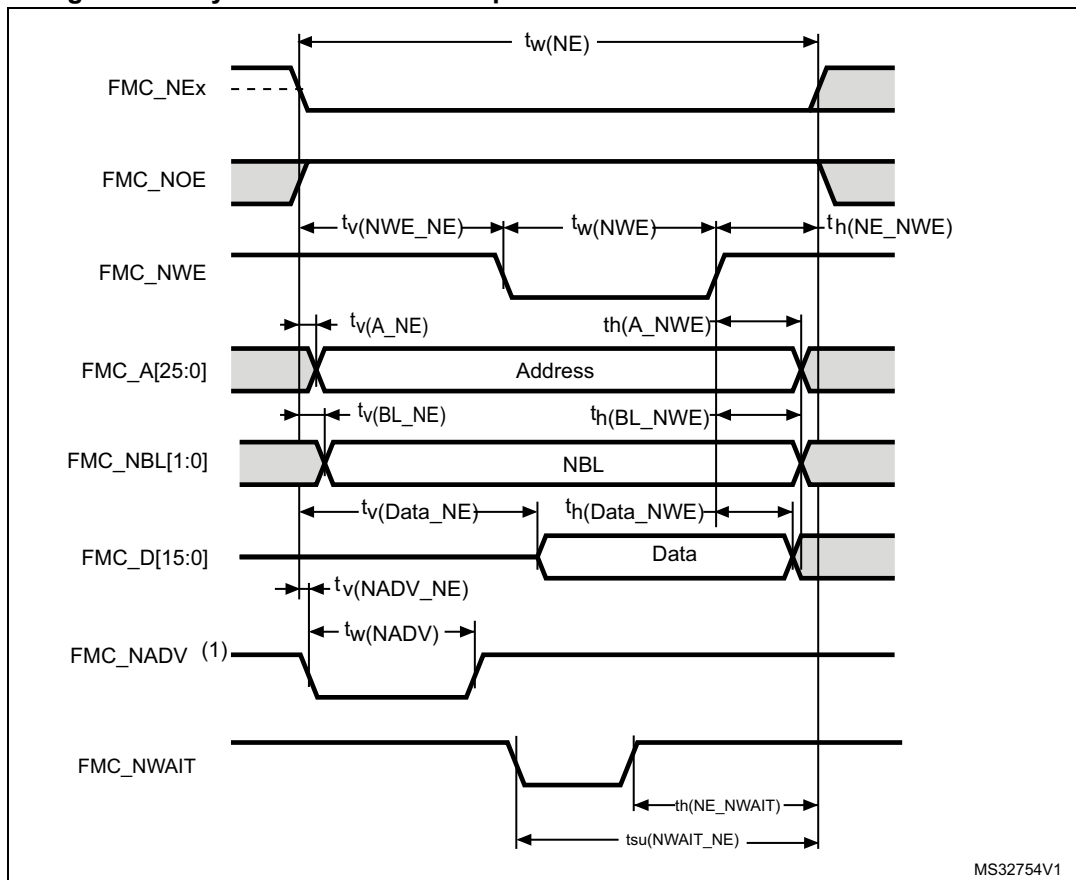 tw(NE)
FMC_NEx
FMC_NOE
tv(NWE_NE)
tw(NWE)
th(NE_NWE)
FMC_NWE
tv(A_NE)
th(A_NWE)
FMC_A[25:0]
Address
tv(BL_NE)
th(BL_NWE)
FMC_NBL[1:0]
NBL
tv(Data_NE)
th(Data_NWE)
FMC_D[15:0]
Data
tv(NADV_NE)
tw(NADV)
FMC_NADV (1)
FMC_NWAIT
th(NE_NWAIT)
tsu(NWAIT_NE)
MS32754V1